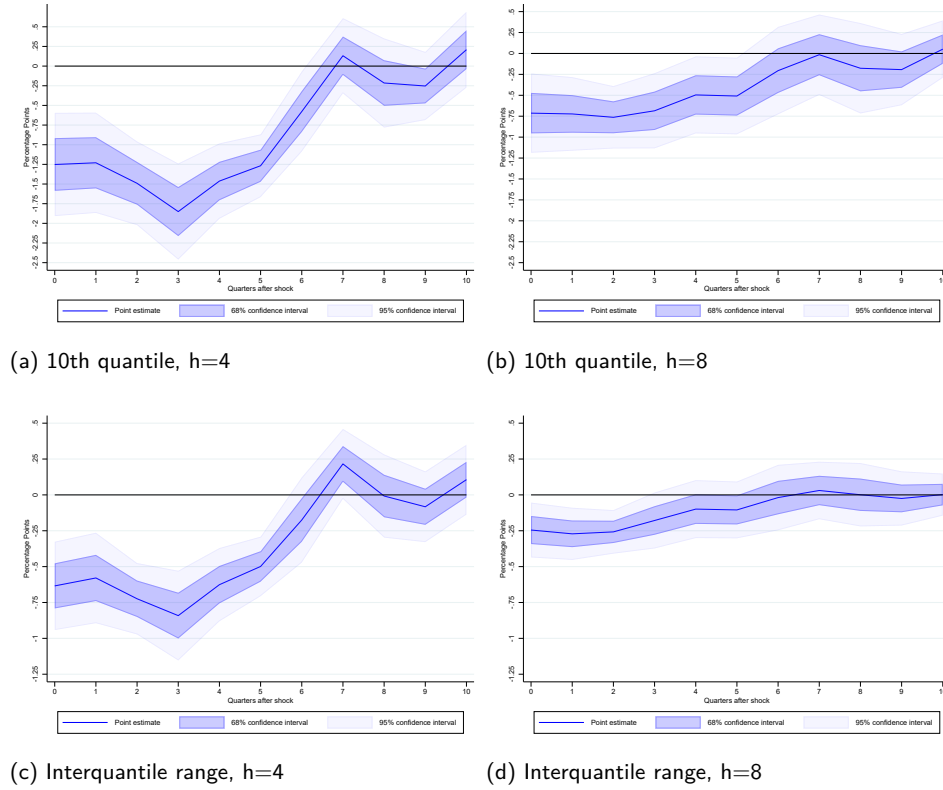 Percentage Points
.5
.25
0
-.25
-.5
-.75
-1
-1.25
-1.5
-1.75
-2
-2.25
-2.5
0 1 2 3 4 5 6 7 8 9 10
Quarters after shock
Point estimate 68% confidence interval 95% confidence interval
(a) 10th quantile, h=4
Percentage Points
.5
.25
0
-.25
-.5
-.75
-1
-1.25
-1.5
-1.75
-2
-2.25
-2.5
0 1 2 3 4 5 6 7 8 9 10
Quarters after shock
Point estimate 68% confidence interval 95% confidence interval
(b) 10th quantile, h=8
Percentage Points
.5
.25
0
-.25
-.5
-.75
-1
-1.25
0 1 2 3 4 5 6 7 8 9 10
Quarters after shock
Point estimate 68% confidence interval 95% confidence interval
(c) Interquantile range, h=4
Percentage Points
.5
.25
0
-.25
-.5
-.75
-1
-1.25
0 1 2 3 4 5 6 7 8 9 10
Quarters after shock
Point estimate 68% confidence interval 95% confidence interval
(d) Interquantile range, h=8